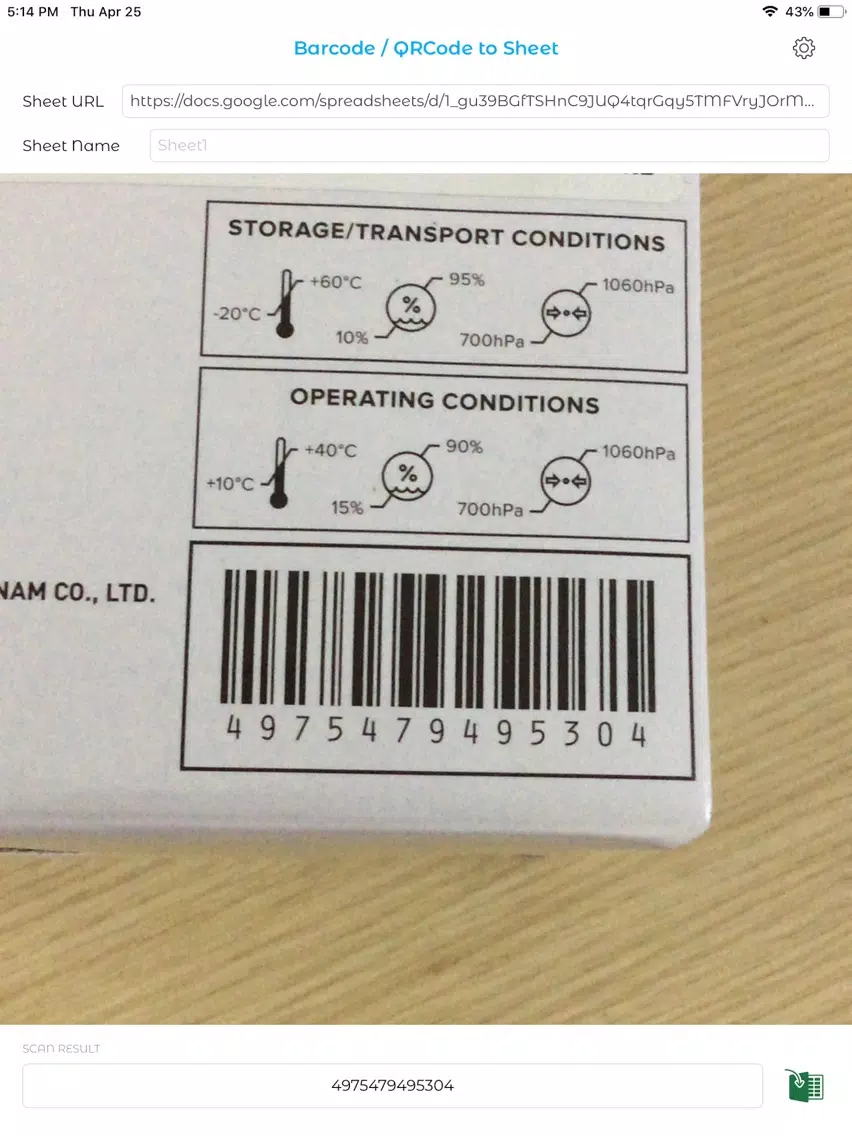 5:14 PM Thu Apr 25 43%
Barcode / QRCode to Sheet
Sheet URL https://docs.google.com/spreadsheets/d/1_gu39BGfTSHnC9JUQ4tqrGqy5TMFVryJOrM...
Sheet Name Sheet1
STORAGE/TRANSPORT CONDITIONS
+60°C 95% 1060hPa
-20°C % 10% 700hPa
OPERATING CONDITIONS
+40°C 90% 1060hPa
+10°C % 15% 700hPa
NAM CO., LTD.
4975479495304
SCAN RESULT
4975479495304